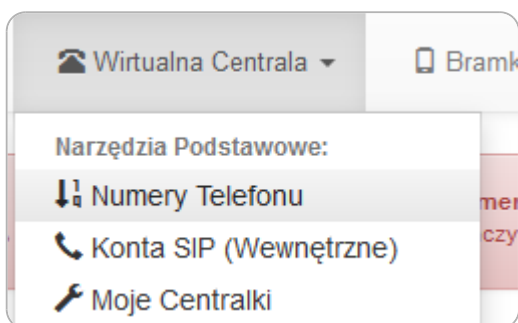 Wirtualna Centrala
Narzędzia Podstawowe:
Numery Telefonu
Konta SIP (Wewnętrzne)
Moje Centralki